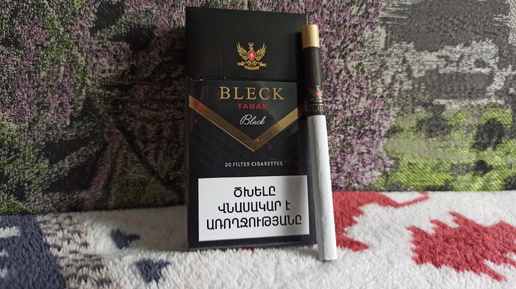 BLECK
TABAK
Black
20 FILTER CIGARETTES
ԾԽԵԼԸ
ՎՆԱՍԱԿԱՐ Է
ԱՌՈՂՋՈՒԹՅԱՆԸ